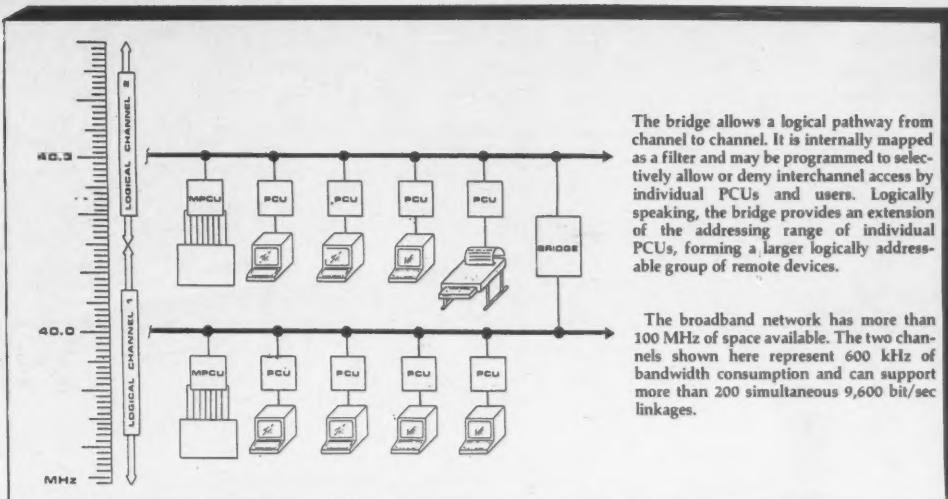 LOGICAL CHANNEL 2
40.3
MPCU
PCU
PCU
PCU
PCU
BRIDGE
LOGICAL CHANNEL 1
40.0
MPCU
PCU
PCU
PCU
PCU
MHz
The bridge allows a logical pathway from
channel to channel. It is internally mapped
as a filter and may be programmed to selec-
tively allow or deny interchannel access by
individual PCUs and users. Logically
speaking, the bridge provides an extension
of the addressing range of individual
PCUs, forming a larger logically address-
able group of remote devices.
The broadband network has more than
100 MHz of space available. The two chan-
nels shown here represent 600 kHz of
bandwidth consumption and can support
more than 200 simultaneous 9,600 bit/sec
linkages.